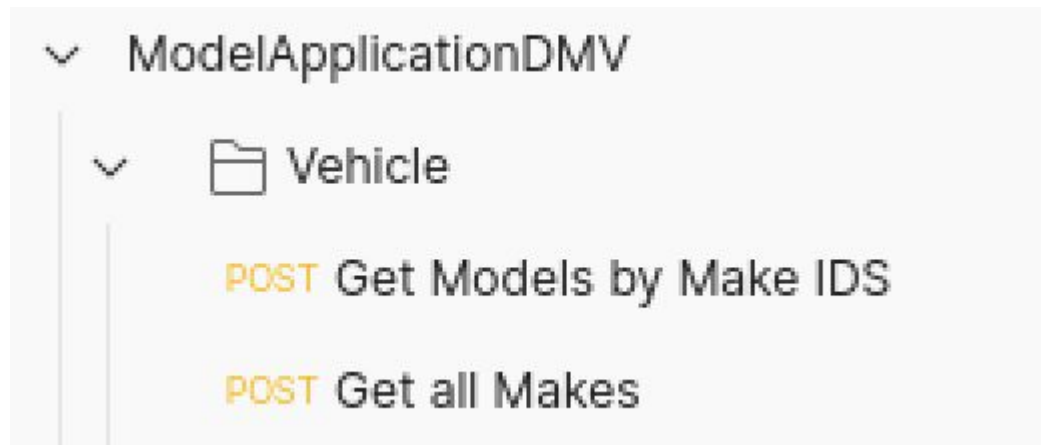 ModelApplicationDMV
Vehicle
POST Get Models by Make IDS
POST Get all Makes